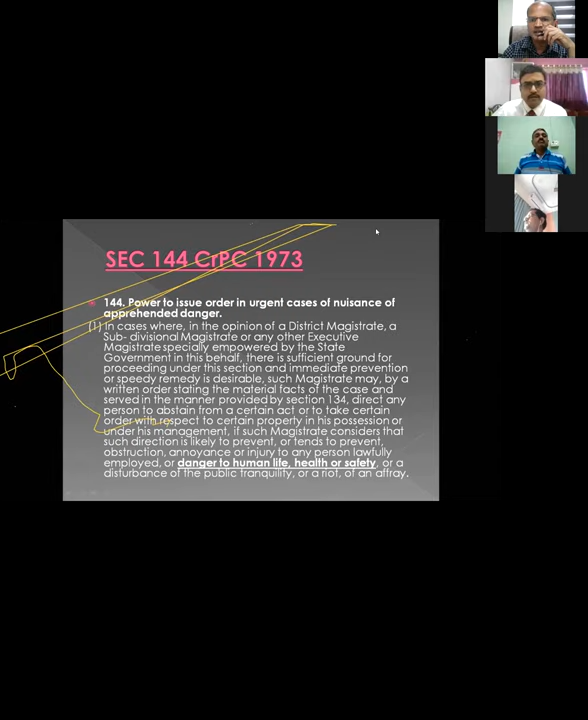 SEC 144 CrPC 1973
144. Power to issue order in urgent cases of nuisance of
apprehended danger.
(1) In cases where, in the opinion of a District Magistrate, a
Sub- divisional Magistrate or any other Executive
Magistrate specially empowered by the State
Government in this behalf, there is sufficient ground for
proceeding under this section and immediate prevention
or speedy remedy is desirable, such Magistrate may, by a
written order stating the material facts of the case and
served in the manner provided by section 134, direct any
person to abstain from a certain act or to take certain
order with respect to certain property in his possession or
under his management, if such Magistrate considers that
such direction is likely to prevent, or tends to prevent,
obstruction, annoyance or injury to any person lawfully
employed, or danger to human life, health or safety, or a
disturbance of the public tranquility, or a riot, of an affray.